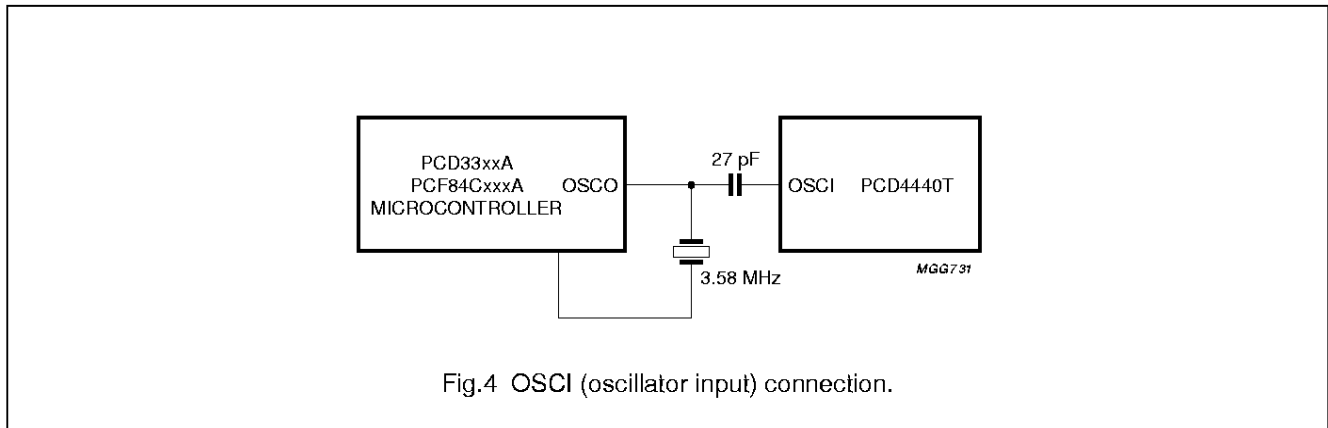 PCD33xxA
PCF84CxxxA
MICROCONTROLLER
OSCO
27 pF
OSCI
PCD4440T
3.58 MHz
MGG731
Fig.4 OSCI (oscillator input) connection.